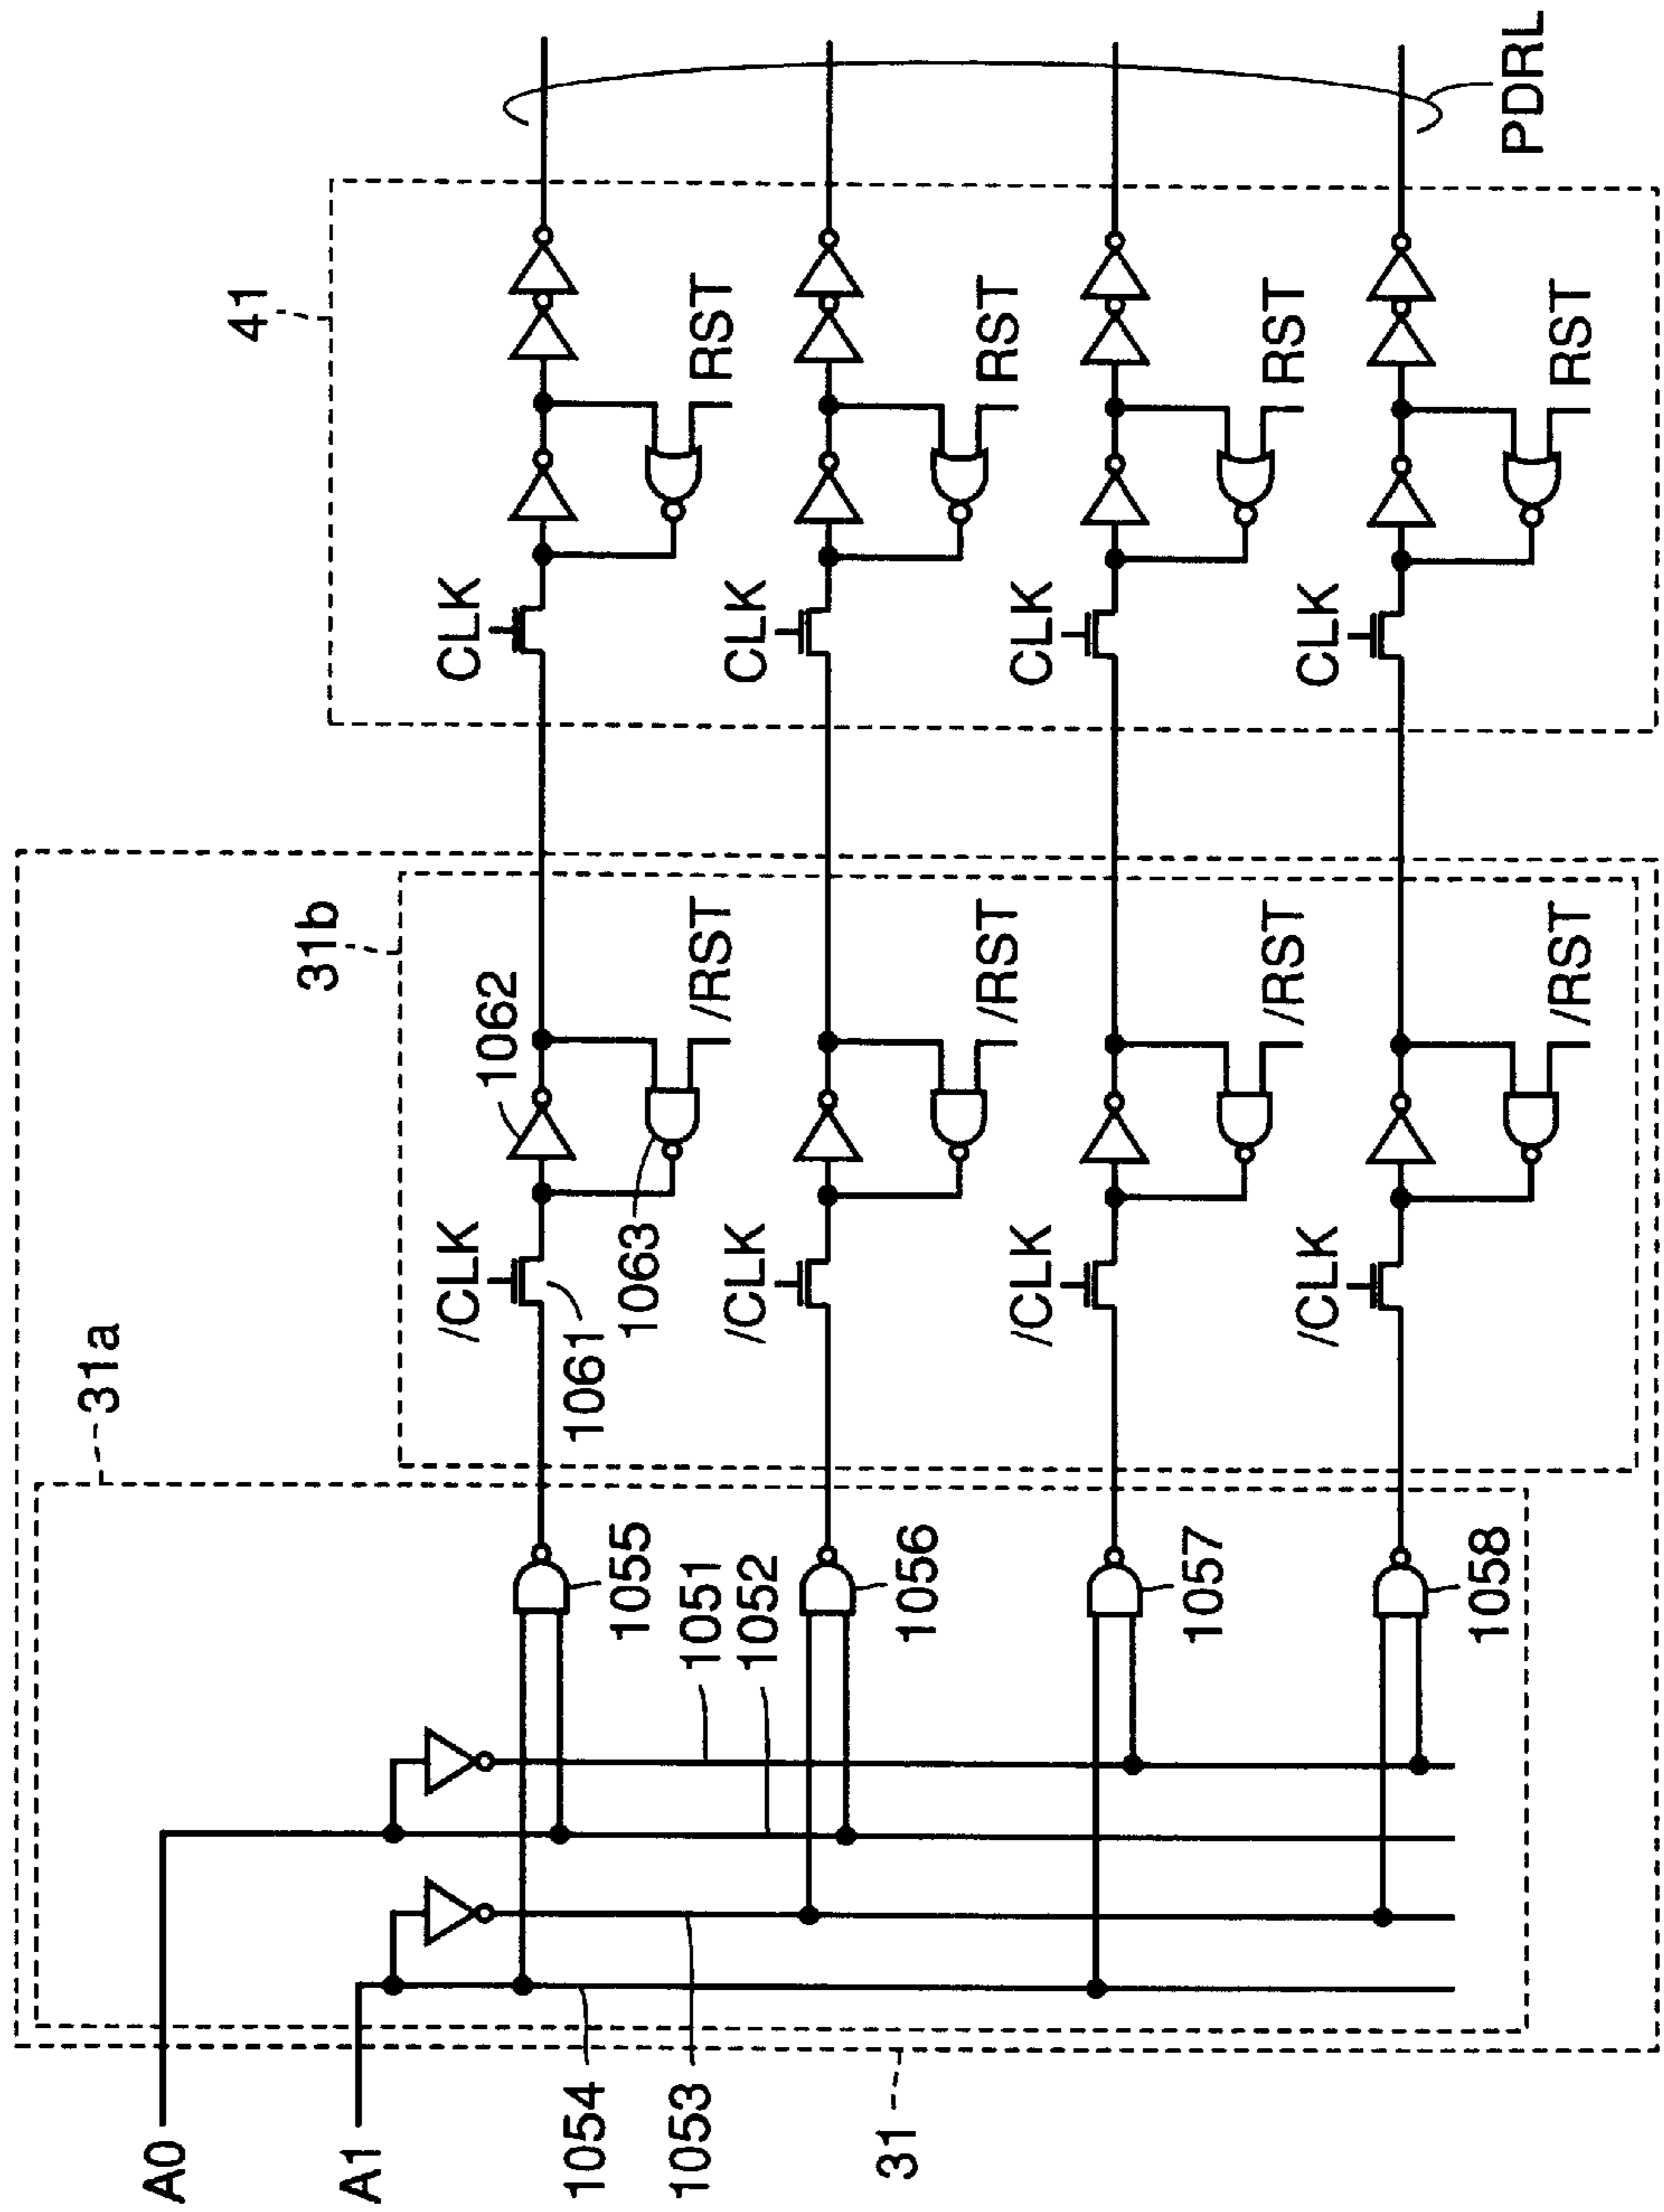 A0
A1
1054
1053
31
31a
1055
1051
1052
1056
1057
1058
31b
/CLK
1061
1062
1063
/RST
/CLK
/RST
/CLK
/RST
/CLK
/RST
41
CLK
RST
CLK
RST
CLK
RST
CLK
RST
PDRL